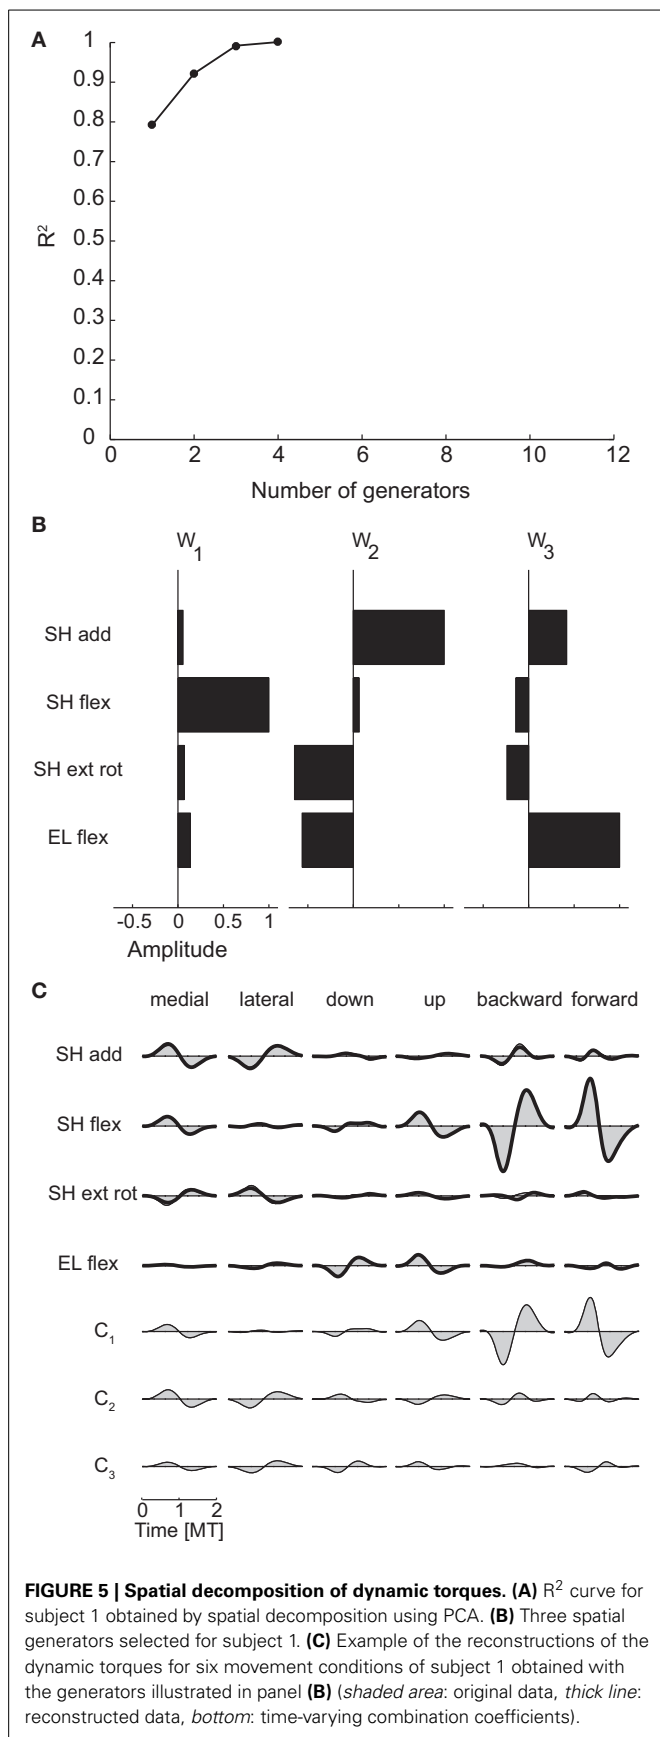 A
1
0.9
0.8
0.7
0.6
0.5
0.4
0.3
0.2
0.1
0
R²
0 2 4 6 8 10 12
Number of generators
B
W₁ W₂ W₃
SH add
SH flex
SH ext rot
EL flex
-0.5 0 0.5 1
Amplitude
C
medial lateral down up backward forward
SH add
SH flex
SH ext rot
EL flex
C₁
C₂
C₃
0 1 2
Time [MT]
FIGURE 5 | Spatial decomposition of dynamic torques. (A) R² curve for
subject 1 obtained by spatial decomposition using PCA. (B) Three spatial
generators selected for subject 1. (C) Example of the reconstructions of the
dynamic torques for six movement conditions of subject 1 obtained with
the generators illustrated in panel (B) (shaded area: original data, thick line:
reconstructed data, bottom: time-varying combination coefficients).